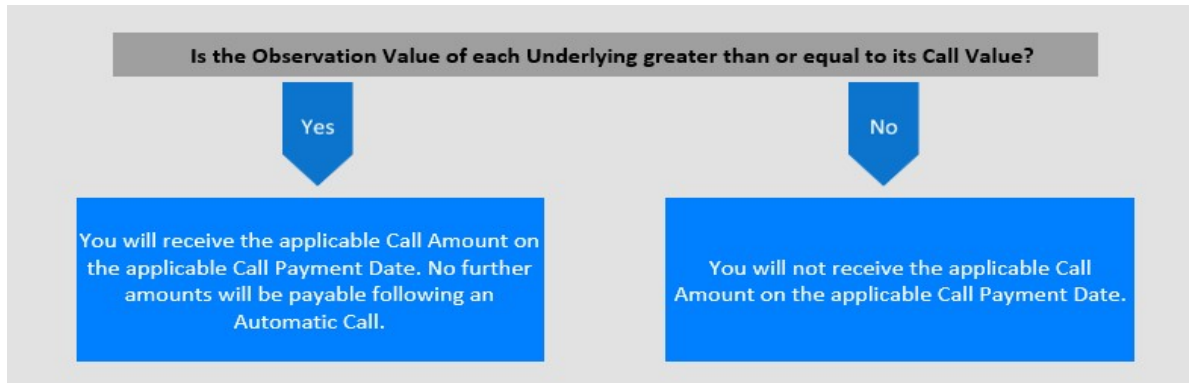 Is the Observation Value of each Underlying greater than or equal to its Call Value?
Yes
No
You will receive the applicable Call Amount on
the applicable Call Payment Date. No further
amounts will be payable following an
Automatic Call.
You will not receive the applicable Call
Amount on the applicable Call Payment Date.